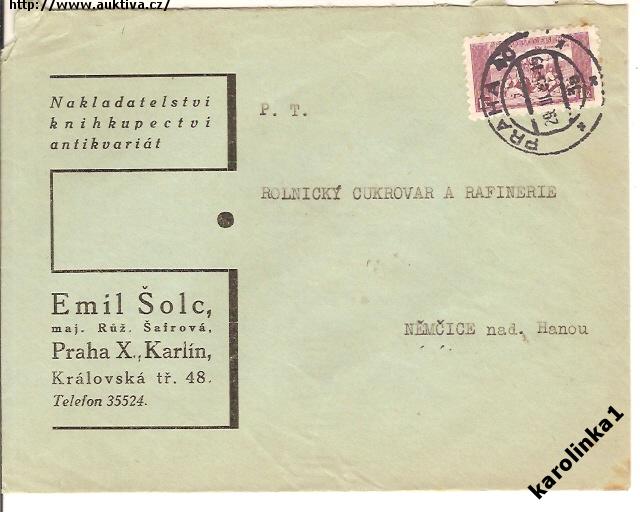 http://www.auktiva.cz/
Nakladatelství
knihkupectví
antikvariát
Emil Šolc,
maj. Růž. Šafrová,
Praha X., Karlín,
Královská tř. 48.
Telefon 35524.
P. T.
ROLNICKÝ CUKROVAR A RAFINERIE
NĚMČICE nad. Hanou
PRAHA
karolinka1